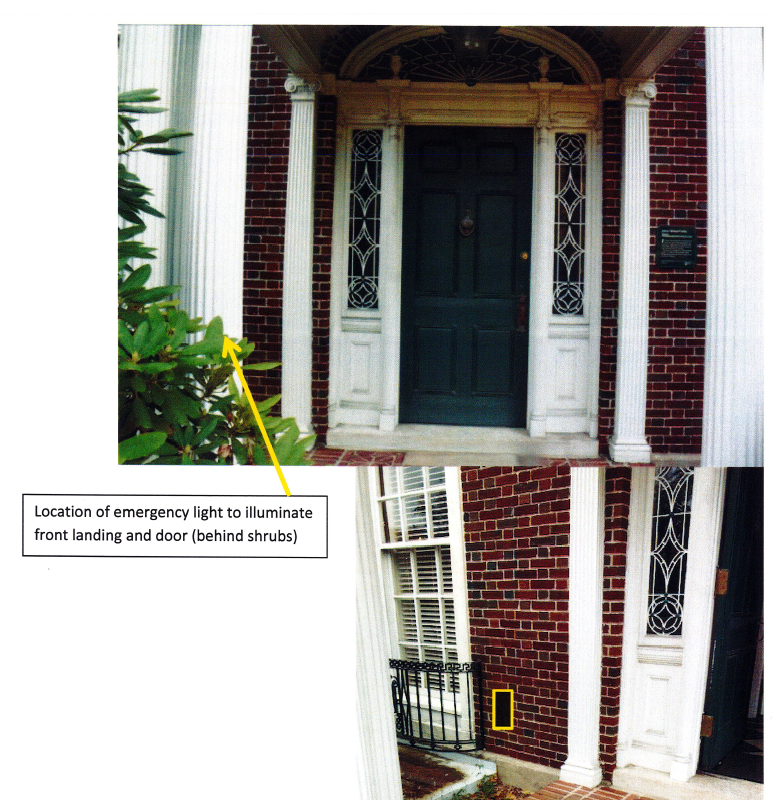 Location of emergency light to illuminate
front landing and door (behind shrubs)